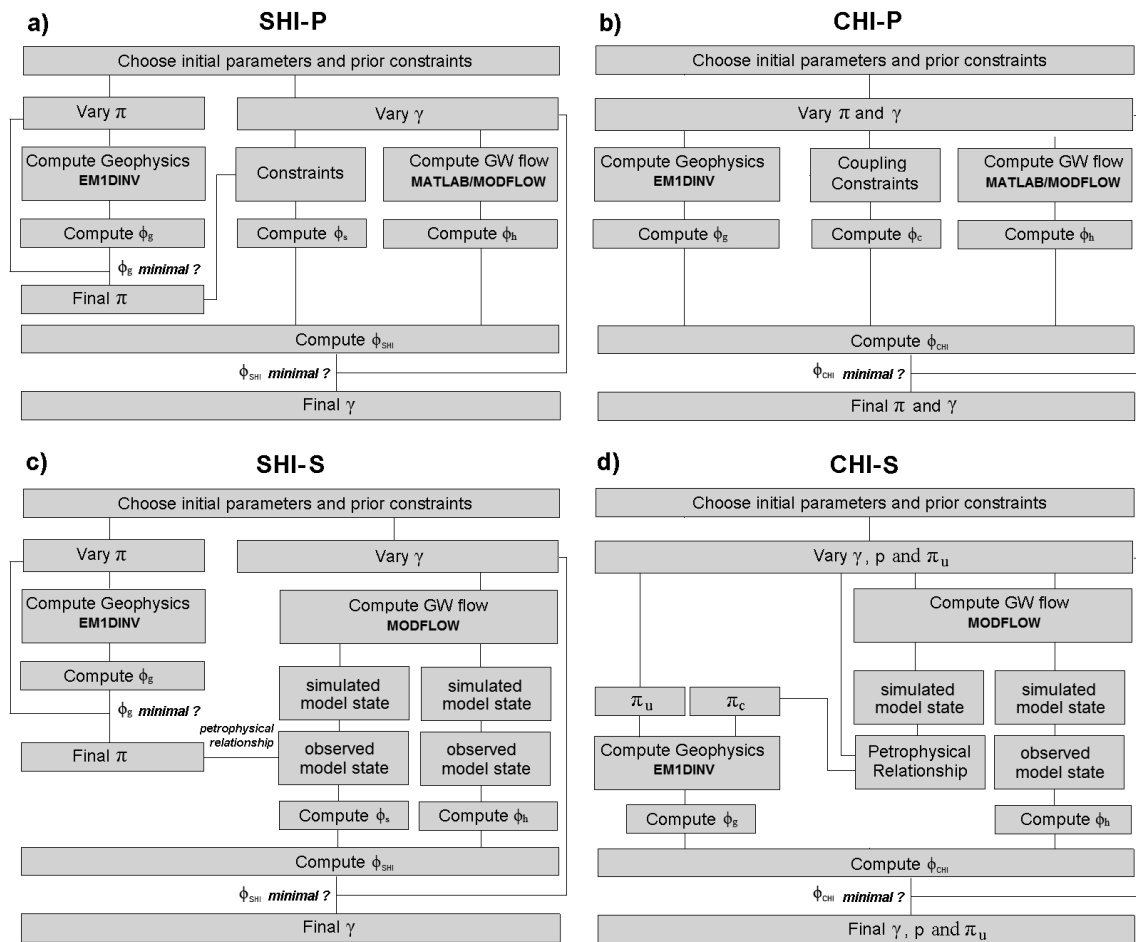 a)
SHI-P
Choose initial parameters and prior constraints
Vary π
Vary γ
Compute Geophysics
EM1DINV
Constraints
Compute GW flow
MATLAB/MODFLOW
Compute ϕg
Compute ϕs
Compute ϕh
ϕg minimal ?
Final π
Compute ϕSHI
ϕSHI minimal ?
Final γ
b)
CHI-P
Choose initial parameters and prior constraints
Vary π and γ
Compute Geophysics
EM1DINV
Coupling
Constraints
Compute GW flow
MATLAB/MODFLOW
Compute ϕg
Compute ϕc
Compute ϕh
Compute ϕCHI
ϕCHI minimal ?
Final π and γ
c)
SHI-S
Choose initial parameters and prior constraints
Vary π
Vary γ
Compute Geophysics
EM1DINV
Compute GW flow
MODFLOW
Compute ϕg
ϕg minimal ?
Final π
petrophysical
relationship
simulated
model state
simulated
model state
observed
model state
observed
model state
Compute ϕs
Compute ϕh
Compute ϕSHI
ϕSHI minimal ?
Final γ
d)
CHI-S
Choose initial parameters and prior constraints
Vary γ, p and πu
Compute GW flow
MODFLOW
πu
πc
simulated
model state
simulated
model state
Compute Geophysics
EM1DINV
Petrophysical
Relationship
observed
model state
Compute ϕg
Compute ϕh
Compute ϕCHI
ϕCHI minimal ?
Final γ, p and πu